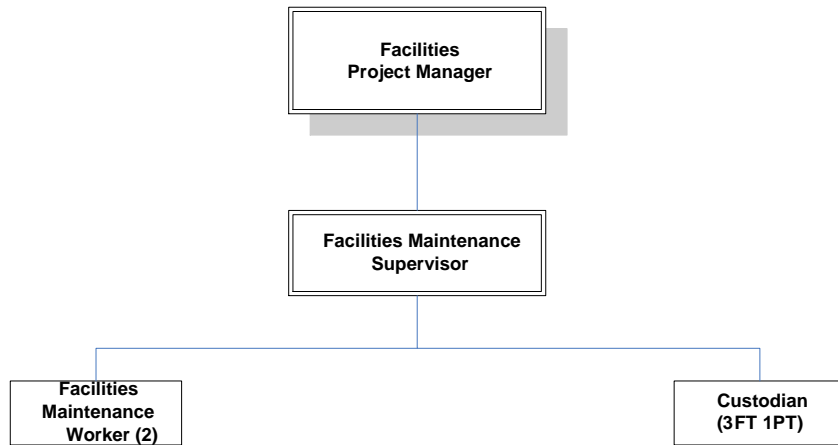 Facilities
Project Manager
Facilities Maintenance
Supervisor
Facilities
Maintenance
Worker (2)
Custodian
(3FT 1PT)